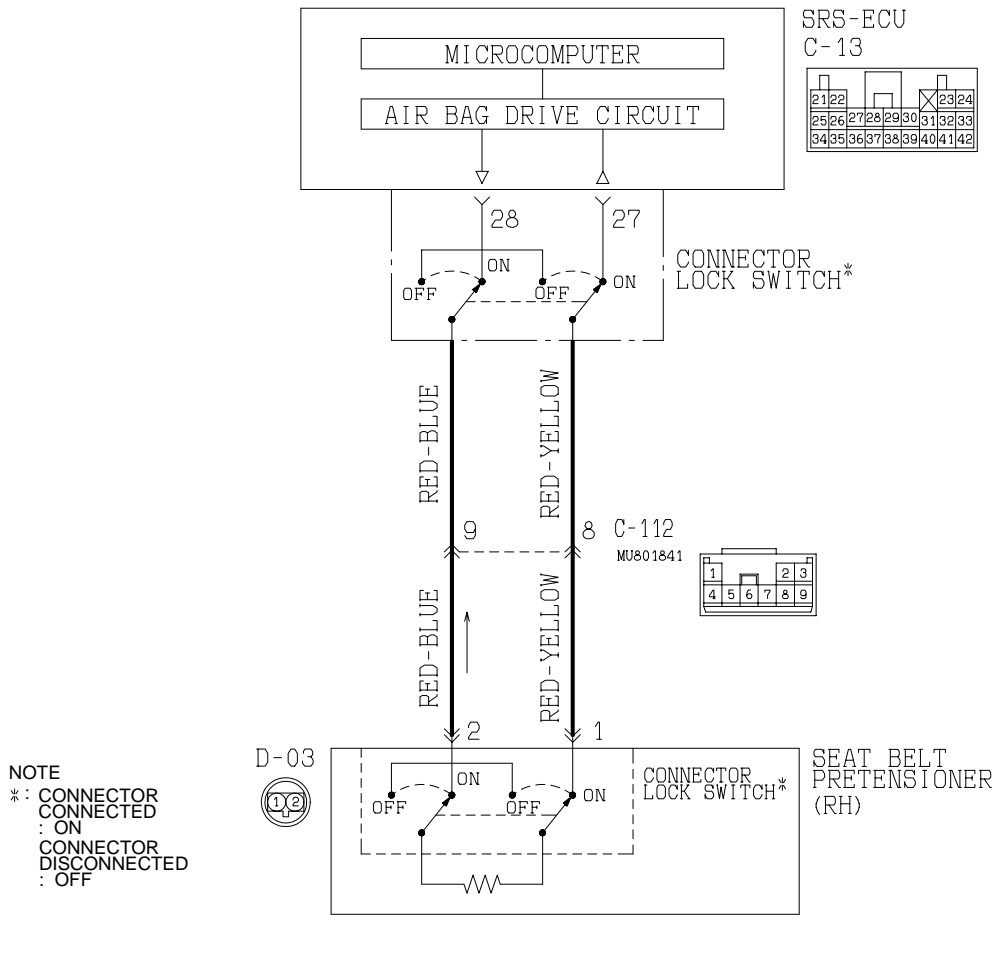 SRS-ECU
C-13
MICROCOMPUTER
AIR BAG DRIVE CIRCUIT
21 22 23 24
25 26 27 28 29 30 31 32 33
34 35 36 37 38 39 40 41 42
28
27
CONNECTOR
LOCK SWITCH*
OFF
ON
OFF
ON
RED-BLUE
RED-YELLOW
9
8
C-112
MU801841
1 2 3
4 5 6 7 8 9
RED-BLUE
RED-YELLOW
2
1
D-03
1 2
SEAT BELT
PRETENSIONER
(RH)
CONNECTOR
LOCK SWITCH*
OFF
ON
OFF
ON
NOTE
*: CONNECTOR
CONNECTED
: ON
CONNECTOR
DISCONNECTED
: OFF